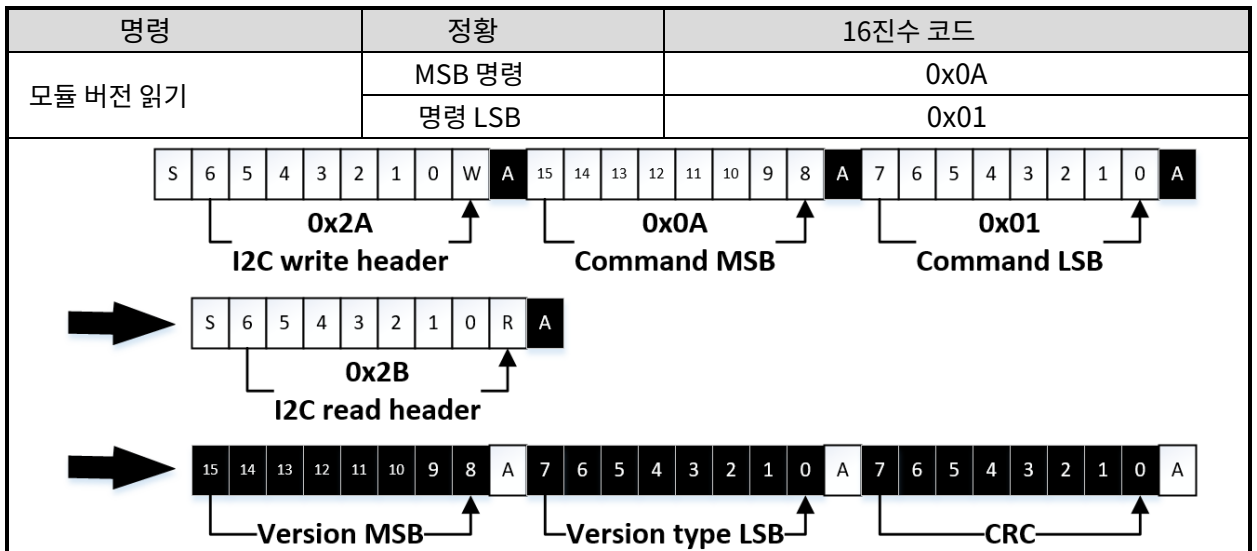 명령 정황 16진수 코드
모듈 버전 읽기 MSB 명령 0x0A
명령 LSB 0x01
S 6 5 4 3 2 1 0 W A 15 14 13 12 11 10 9 8 A 7 6 5 4 3 2 1 0 A
0x2A 0x0A 0x01
I2C write header Command MSB Command LSB
S 6 5 4 3 2 1 0 R A
0x2B
I2C read header
15 14 13 12 11 10 9 8 A 7 6 5 4 3 2 1 0 A 7 6 5 4 3 2 1 0 A
Version MSB Version type LSB CRC